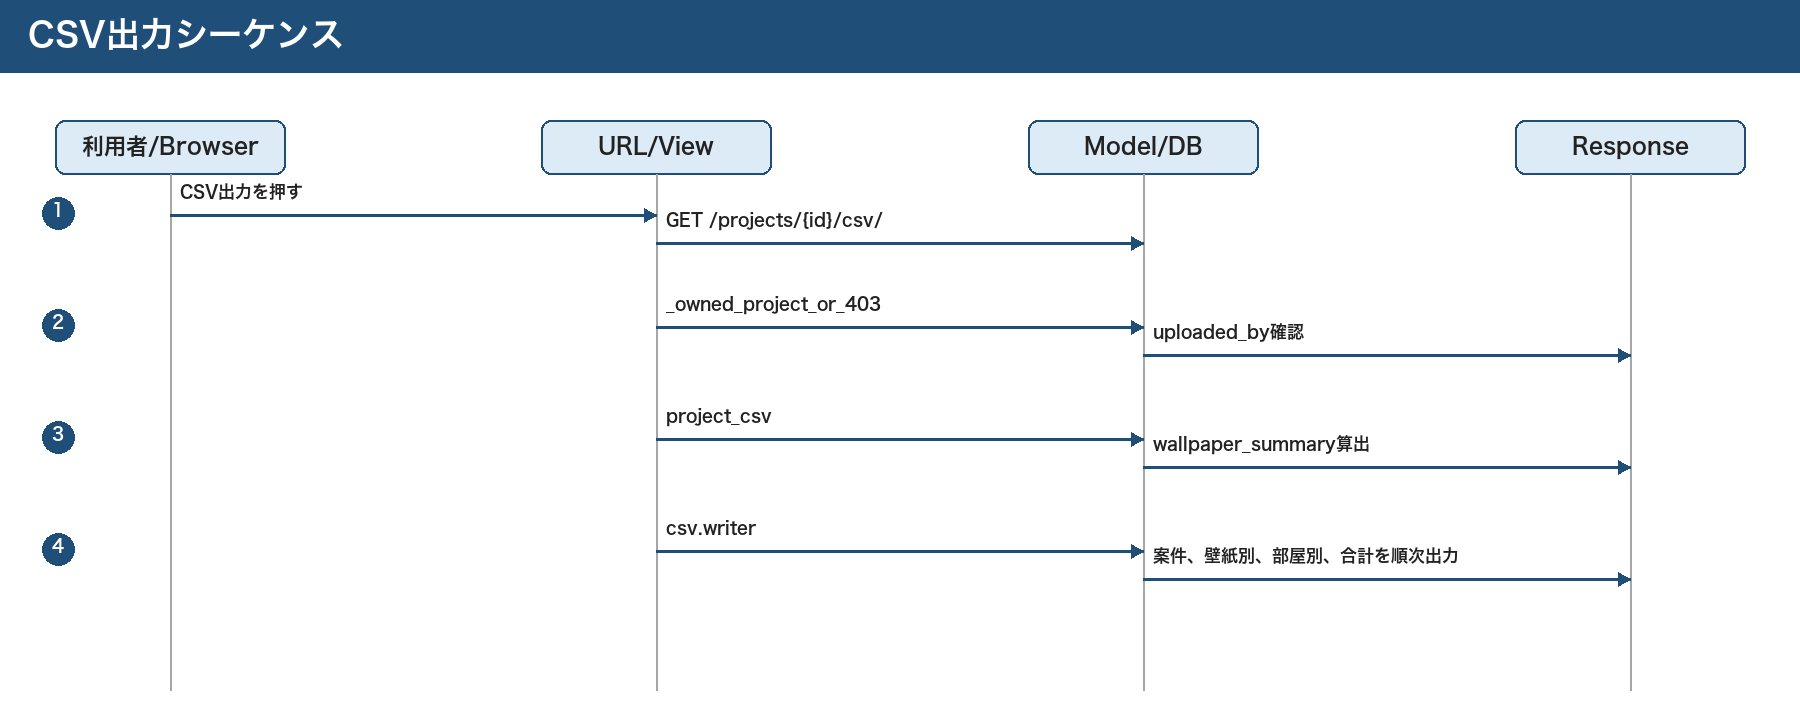 CSV出力シーケンス
利用者/Browser
URL/View
Model/DB
Response
1
CSV出力を押す
GET /projects/{id}/csv/
2
_owned_project_or_403
uploaded_by確認
3
project_csv
wallpaper_summary算出
4
csv.writer
案件、壁紙別、部屋別、合計を順次出力